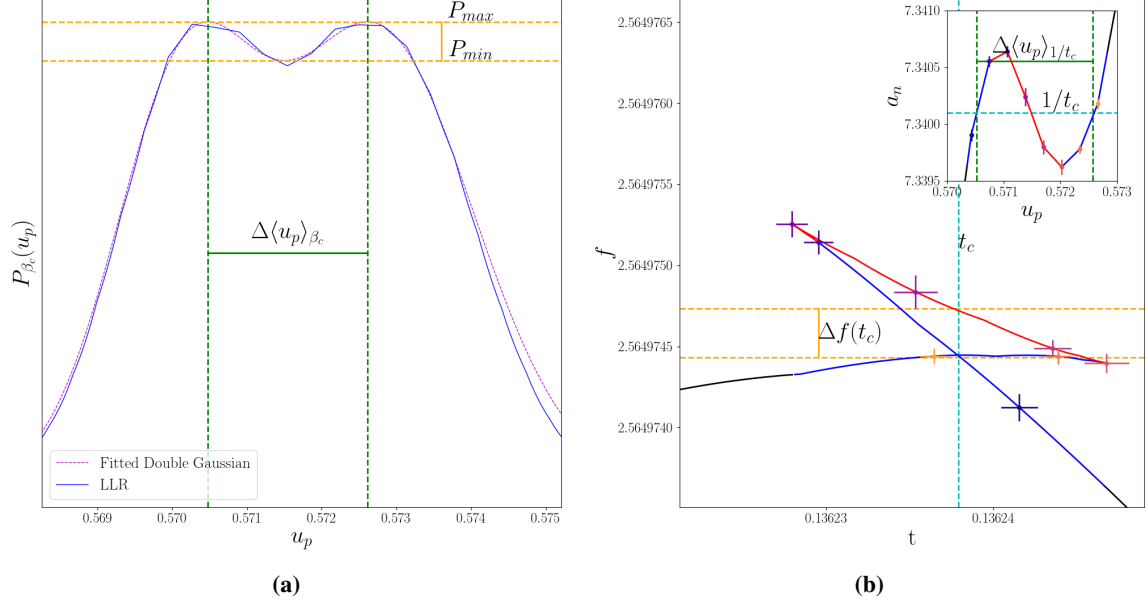 P_max
P_min
Δ⟨u_p⟩_β_c
P_β_c(u_p)
Fitted Double Gaussian
LLR
0.569 0.570 0.571 0.572 0.573 0.574 0.575
u_p
(a)
7.3410
7.3405
7.3400
7.3395
a_n
Δ⟨u_p⟩_1/t_c
1/t_c
0.570 0.571 0.572 0.573
u_p
2.5649765
2.5649760
2.5649755
2.5649750
2.5649745
2.5649740
f
t_c
Δf(t_c)
0.13623 0.13624
t
(b)